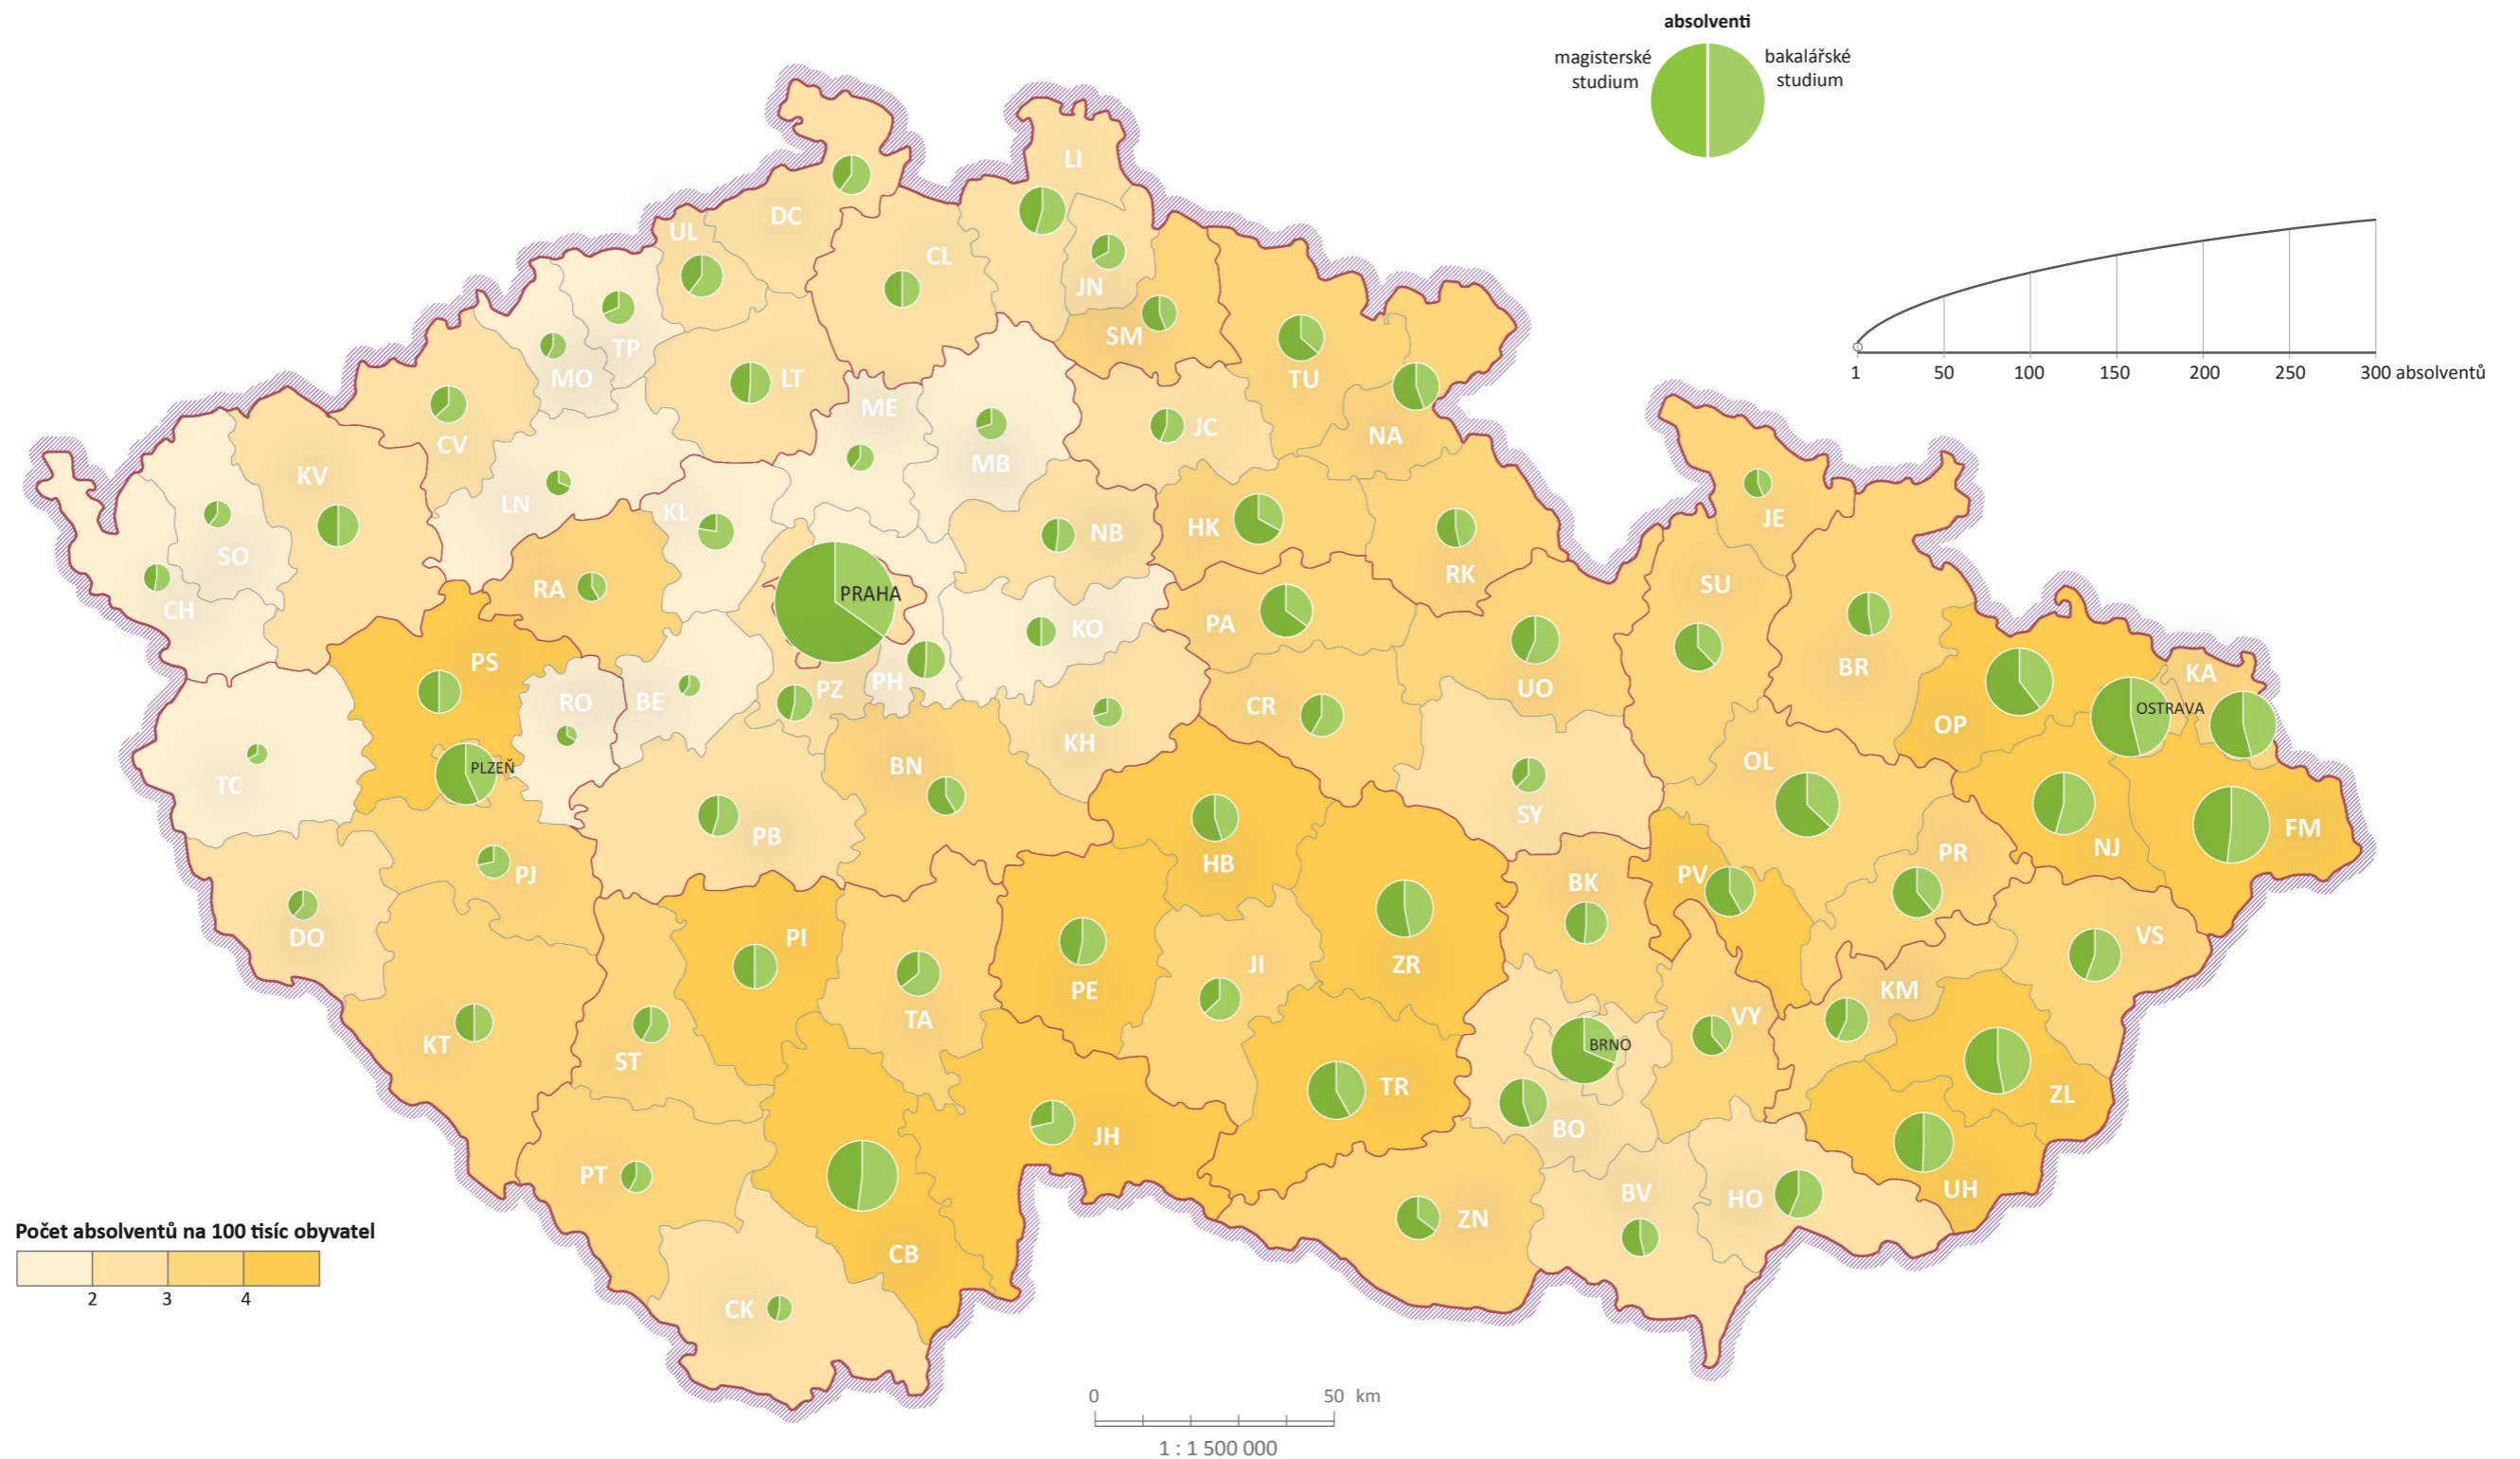 absolventi
magisterské
studium
bakalářské
studium
1
50
100
150
200
250
300 absolventů
LI
DC
UL
CL
JN
SM
TP
MO
LT
TU
ME
CV
JC
NA
KV
MB
LN
KL
NB
HK
JE
SO
RA
PRAHA
RK
SU
CH
KO
PA
PS
PZ
PH
UO
BR
KA
RO
BE
CR
OP
OSTRAVA
KH
TC
PLZEŇ
BN
OL
SY
PB
HB
NJ
FM
PJ
PR
BK
PV
DO
PI
JI
ZR
VS
PE
KM
TA
KT
ST
VY
BRNO
TR
ZL
JH
BO
PT
UH
BV
HO
ZN
CB
CK
Počet absolventů na 100 tisíc obyvatel
2
3
4
0
50 km
1 : 1 500 000